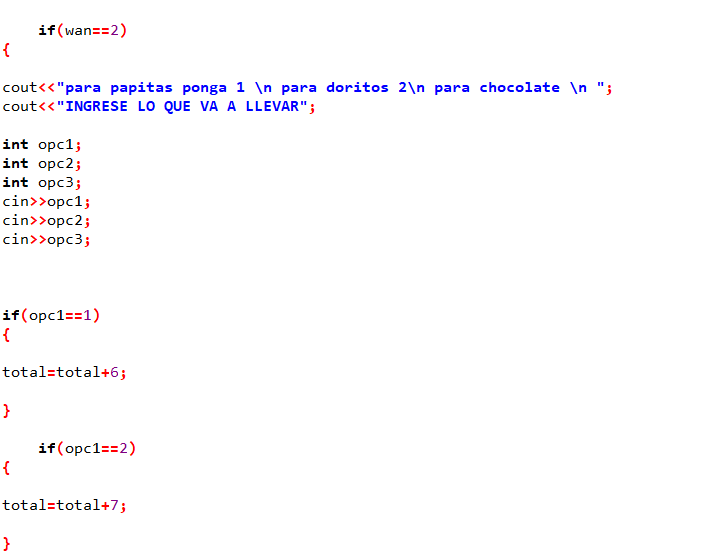 if(wan==2)
{
cout<<"para papitas ponga 1 \n para doritos 2\n para chocolate \n ";
cout<<"INGRESE LO QUE VA A LLEVAR";
int opc1;
int opc2;
int opc3;
cin>>opc1;
cin>>opc2;
cin>>opc3;
if(opc1==1)
{
total=total+6;
}
if(opc1==2)
{
total=total+7;
}